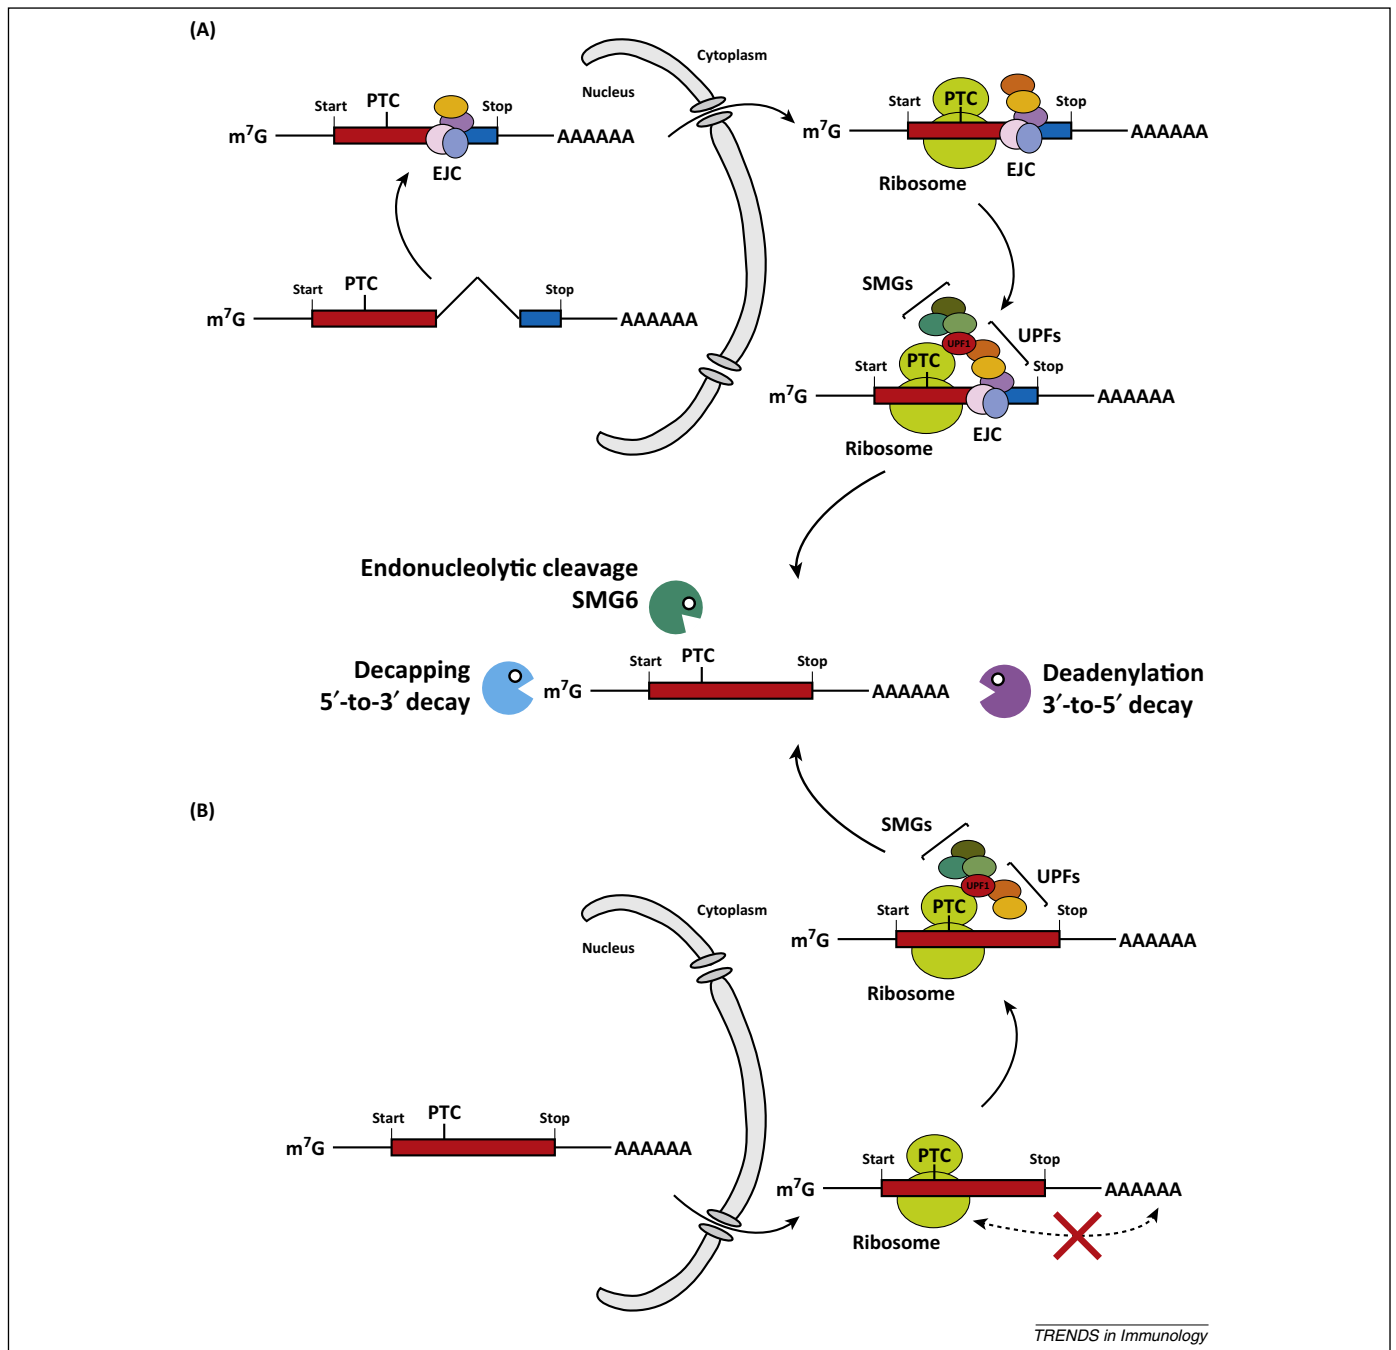 (A)
Cytoplasm
Nucleus
Start PTC Stop
m⁷G AAAAAA
EJC
Start PTC Stop
m⁷G AAAAAA
Start PTC Stop
m⁷G AAAAAA
Ribosome EJC
SMGs
UPFs
UPF1
Start PTC Stop
m⁷G AAAAAA
Ribosome EJC
Endonucleolytic cleavage
SMG6
Decapping
5′-to-3′ decay
Start PTC Stop
m⁷G AAAAAA
Deadenylation
3′-to-5′ decay
(B)
SMGs
UPFs
UPF1
Start PTC Stop
m⁷G AAAAAA
Ribosome
Cytoplasm
Nucleus
Start PTC Stop
m⁷G AAAAAA
Start PTC Stop
m⁷G AAAAAA
Ribosome
TRENDS in Immunology